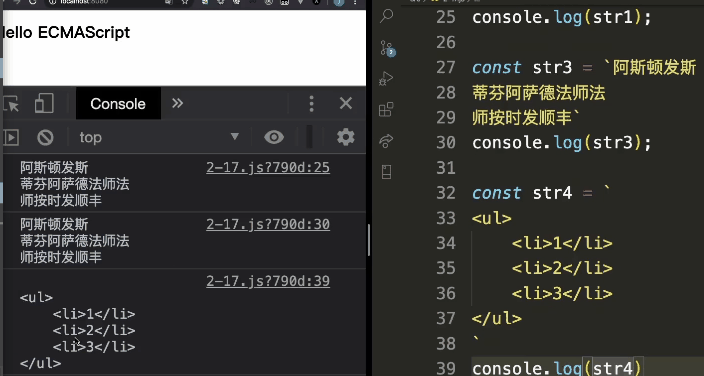 localhost:8080
Hello ECMAScript
Console
top
阿斯顿发斯 2-17.js?790d:25
蒂芬阿萨德法师法
师按时发顺丰
阿斯顿发斯 2-17.js?790d:30
蒂芬阿萨德法师法
师按时发顺丰
2-17.js?790d:39
<ul>
    <li>1</li>
    <li>2</li>
    <li>3</li>
</ul>
25 console.log(str1);
26
27 const str3 = `阿斯顿发斯
28 蒂芬阿萨德法师法
29 师按时发顺丰`
30 console.log(str3);
31
32 const str4 = `
33 <ul>
34     <li>1</li>
35     <li>2</li>
36     <li>3</li>
37 </ul>
38 `
39 console.log(str4)